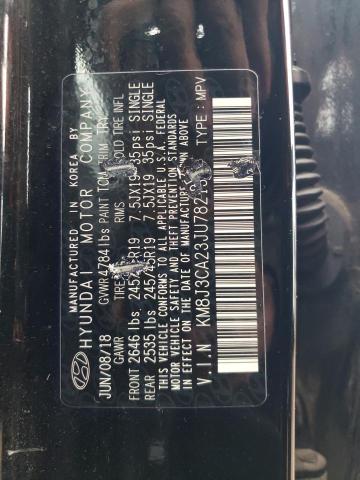 MANUFACTURED IN KOREA BY
HYUNDAI MOTOR COMPANY
JUN/08/18 GVWR 4784 lbs PAINT TRIM TRY
GAWR TIRE RIMS COLD TIRE INFL
FRONT 2646 lbs. 245/45R19 7.5JX19 35psi SINGLE
REAR 2535 lbs 245/45R19 7.5JX19 35psi SINGLE
THIS VEHICLE CONFORMS TO ALL APPLICABLE U.S.A. FEDERAL
MOTOR VEHICLE SAFETY AND THEFT PREVENTION STANDARDS
IN EFFECT ON THE DATE OF MANUFACTURE SHOWN ABOVE
V.I.N KM8J3CA23JU782 TYPE: MPV